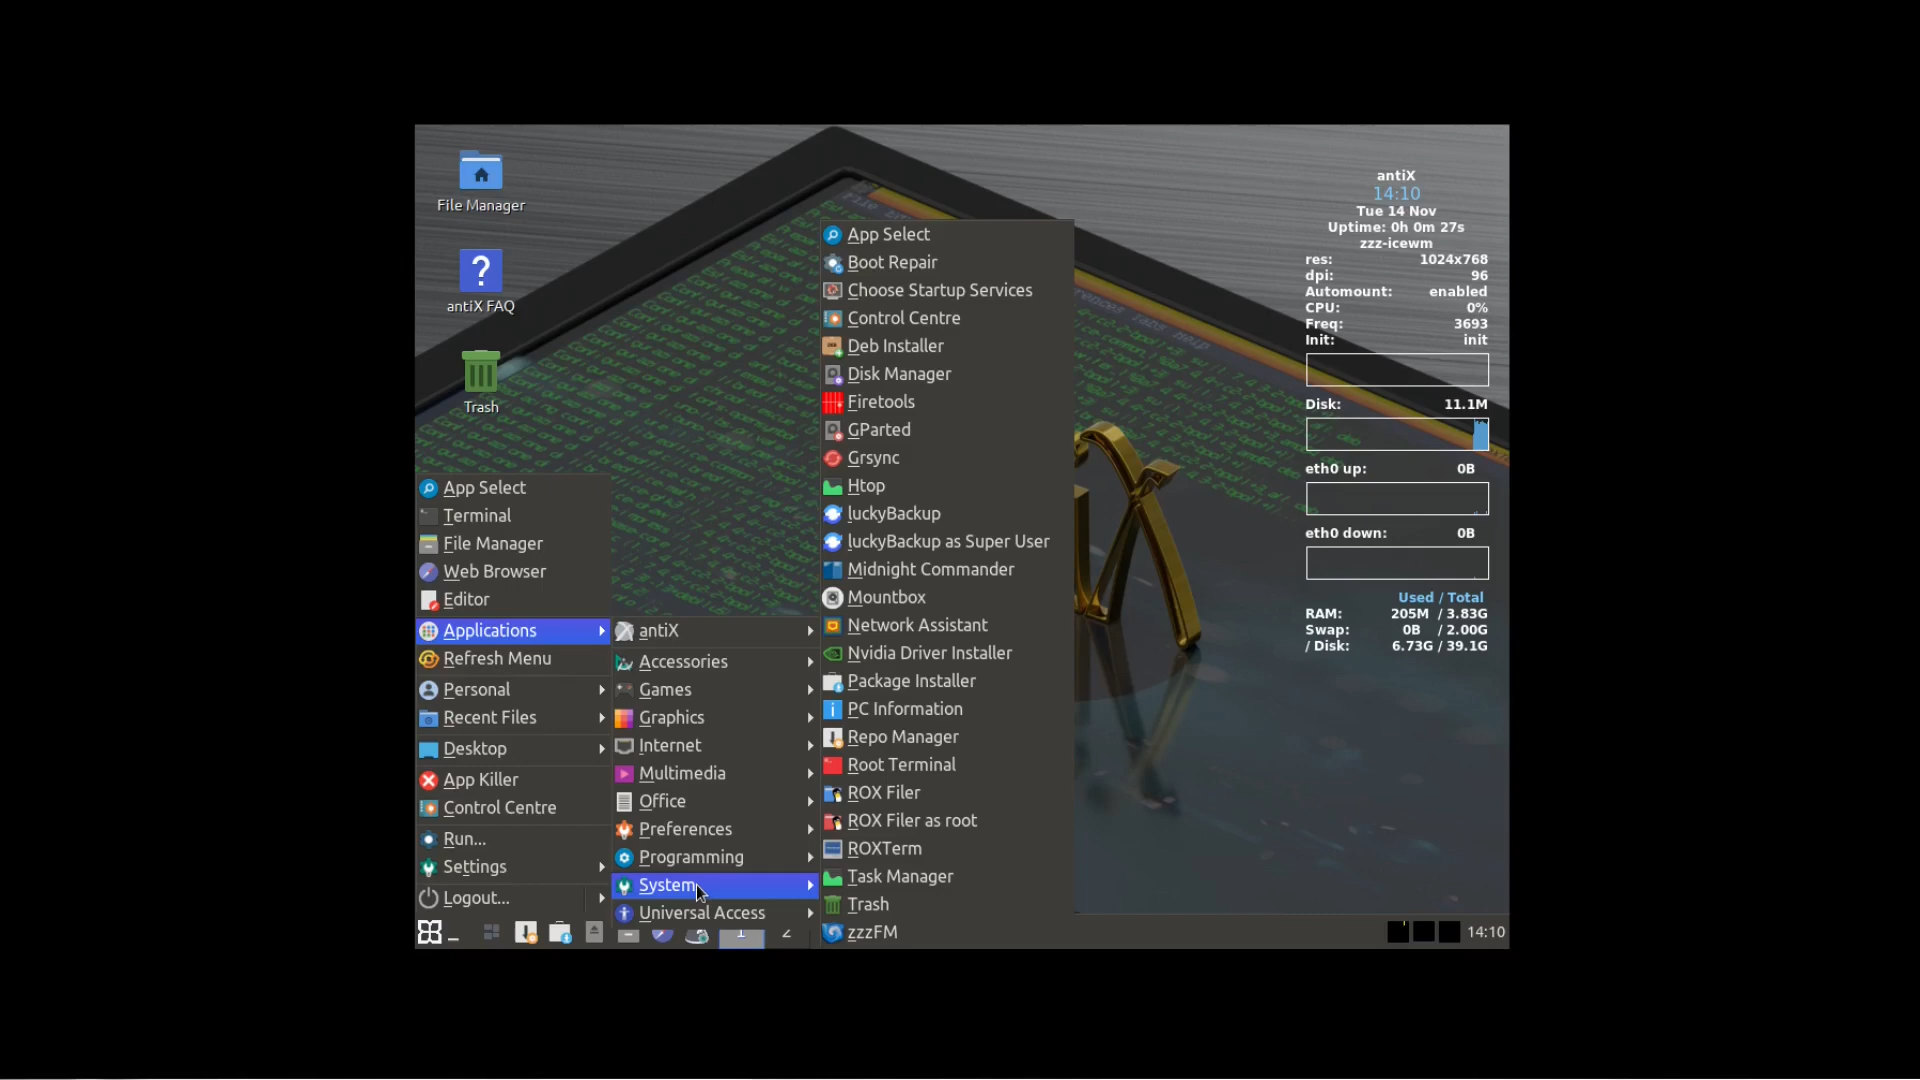 File Manager
antiX FAQ
Trash
App Select
Terminal
File Manager
Web Browser
Editor
Applications
Refresh Menu
Personal
Recent Files
Desktop
App Killer
Control Centre
Run...
Settings
Logout...
antiX
Accessories
Games
Graphics
Internet
Multimedia
Office
Preferences
Programming
System
Universal Access
App Select
Boot Repair
Choose Startup Services
Control Centre
Deb Installer
Disk Manager
Firetools
GParted
Grsync
Htop
luckyBackup
luckyBackup as Super User
Midnight Commander
Mountbox
Network Assistant
Nvidia Driver Installer
Package Installer
PC Information
Repo Manager
Root Terminal
ROX Filer
ROX Filer as root
ROXTerm
Task Manager
Trash
zzzFM
antiX
14:10
Tue 14 Nov
Uptime: 0h 0m 27s
zzz-icewm
res: 1024x768
dpi: 96
Automount: enabled
CPU: 0%
Freq: 3693
Init: init
Disk: 11.1M
eth0 up: 0B
eth0 down: 0B
Used / Total
RAM: 205M / 3.83G
Swap: 0B / 2.00G
/ Disk: 6.73G / 39.1G
1 2
14:10